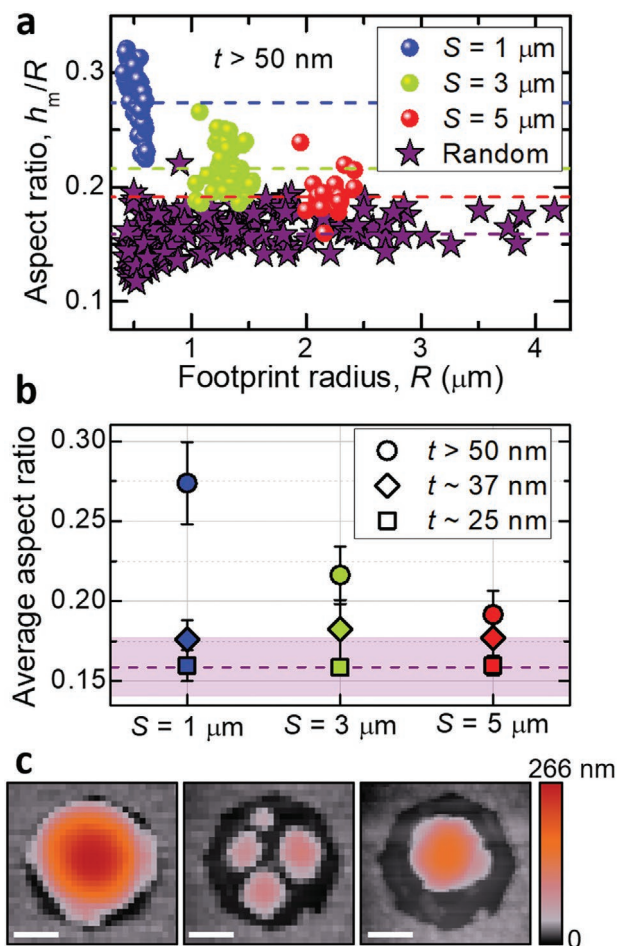 a
t > 50 nm
S = 1 μm
S = 3 μm
S = 5 μm
Random
Aspect ratio, hₘ/R
0.3
0.2
0.1
1 2 3 4
Footprint radius, R (μm)
b
t > 50 nm
t ~ 37 nm
t ~ 25 nm
Average aspect ratio
0.30
0.25
0.20
0.15
S = 1 μm S = 3 μm S = 5 μm
c
266 nm
0